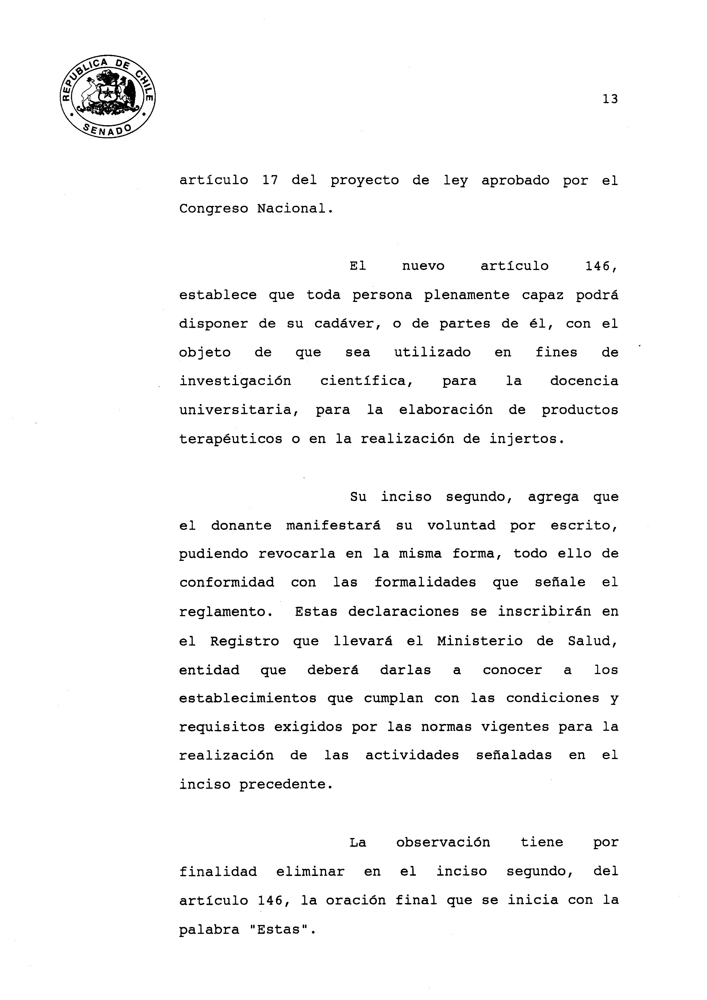 REPUBLICA DE CHILE
SENADO
13
artículo 17 del proyecto de ley aprobado por el
Congreso Nacional.
El nuevo artículo 146,
establece que toda persona plenamente capaz podrá
disponer de su cadáver, o de partes de él, con el
objeto de que sea utilizado en fines de
investigación científica, para la docencia
universitaria, para la elaboración de productos
terapéuticos o en la realización de injertos.
Su inciso segundo, agrega que
el donante manifestará su voluntad por escrito,
pudiendo revocarla en la misma forma, todo ello de
conformidad con las formalidades que señale el
reglamento. Estas declaraciones se inscribirán en
el Registro que llevará el Ministerio de Salud,
entidad que deberá darlas a conocer a los
establecimientos que cumplan con las condiciones y
requisitos exigidos por las normas vigentes para la
realización de las actividades señaladas en el
inciso precedente.
La observación tiene por
finalidad eliminar en el inciso segundo, del
artículo 146, la oración final que se inicia con la
palabra "Estas".